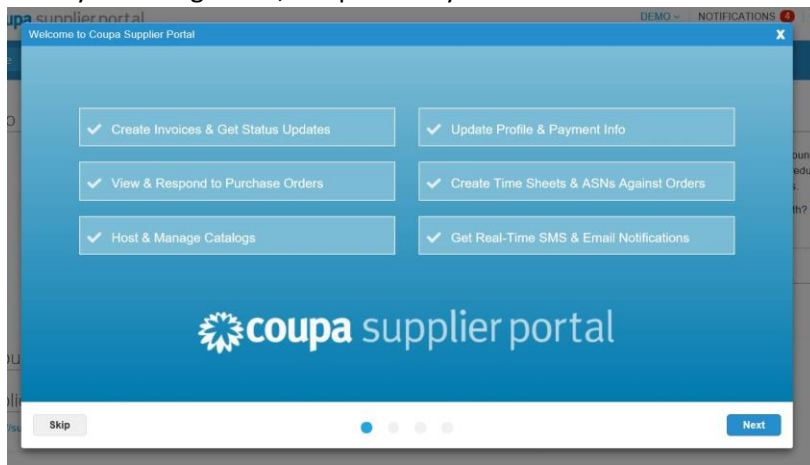 supplier portal
DEMO
NOTIFICATIONS 4
Welcome to Coupa Supplier Portal
X
Create Invoices & Get Status Updates
Update Profile & Payment Info
View & Respond to Purchase Orders
Create Time Sheets & ASNs Against Orders
Host & Manage Catalogs
Get Real-Time SMS & Email Notifications
coupa supplier portal
Skip
Next